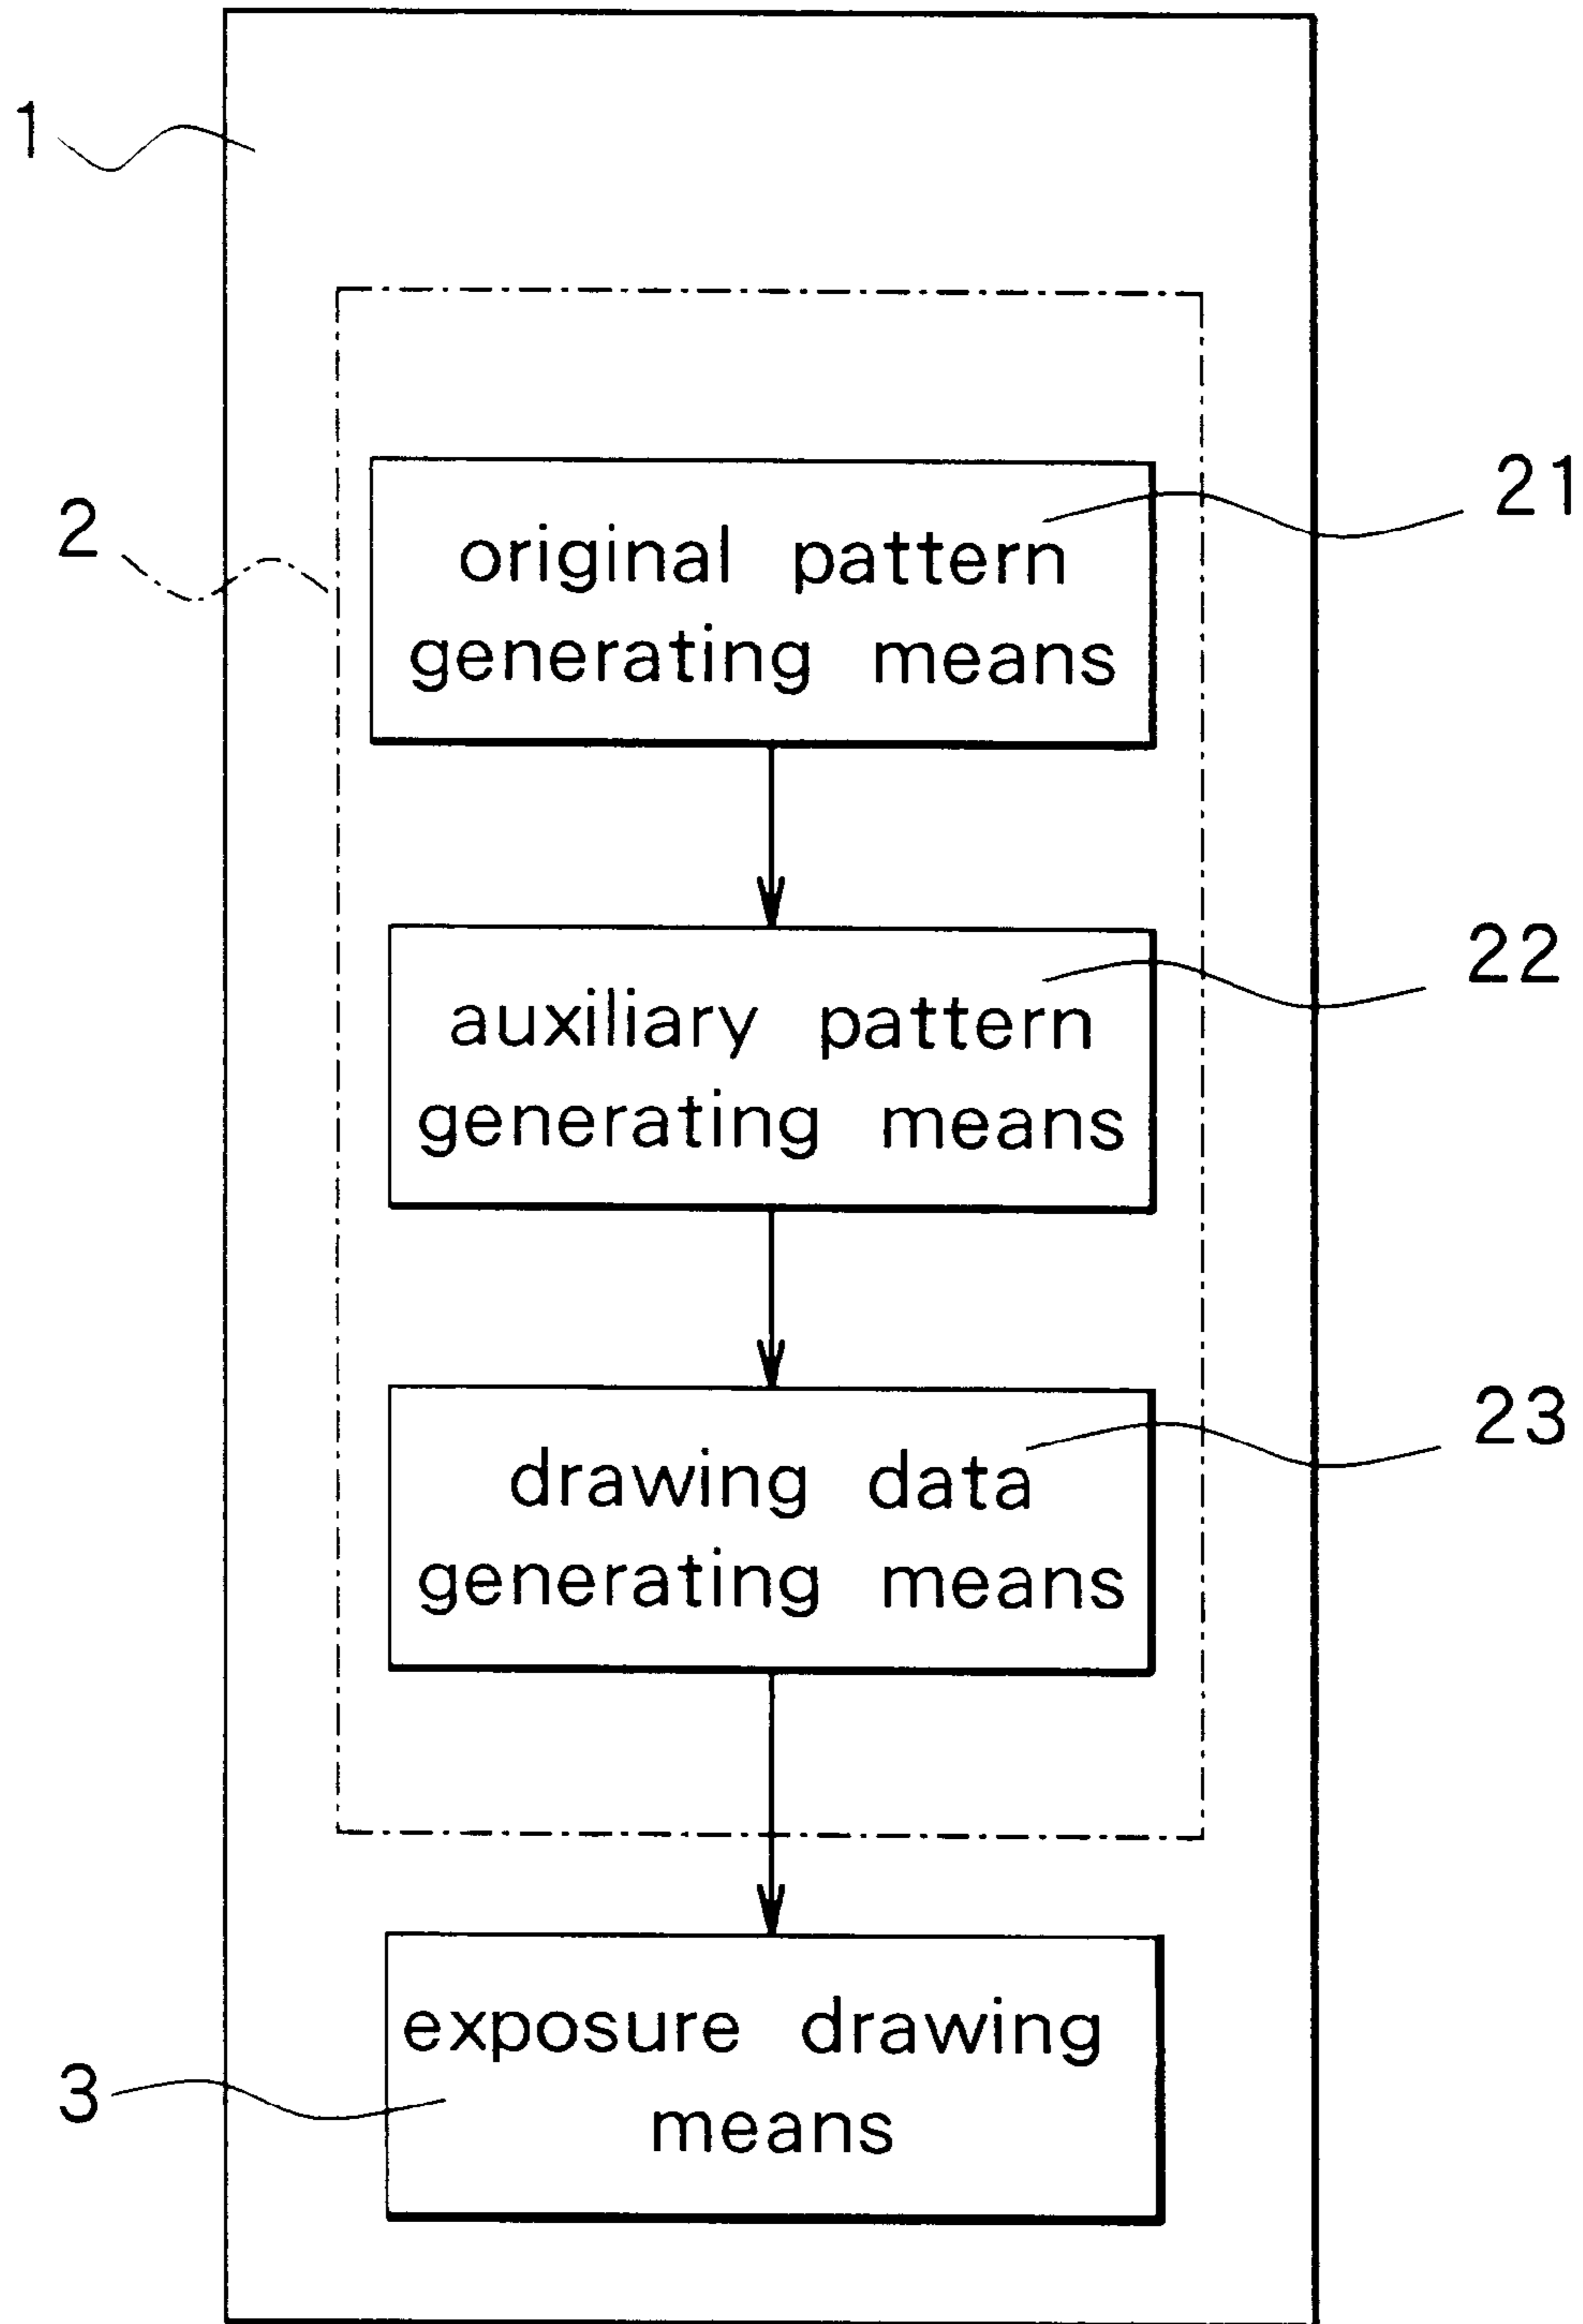 1
2
21
original pattern
generating means
22
auxiliary pattern
generating means
23
drawing data
generating means
3
exposure drawing
means